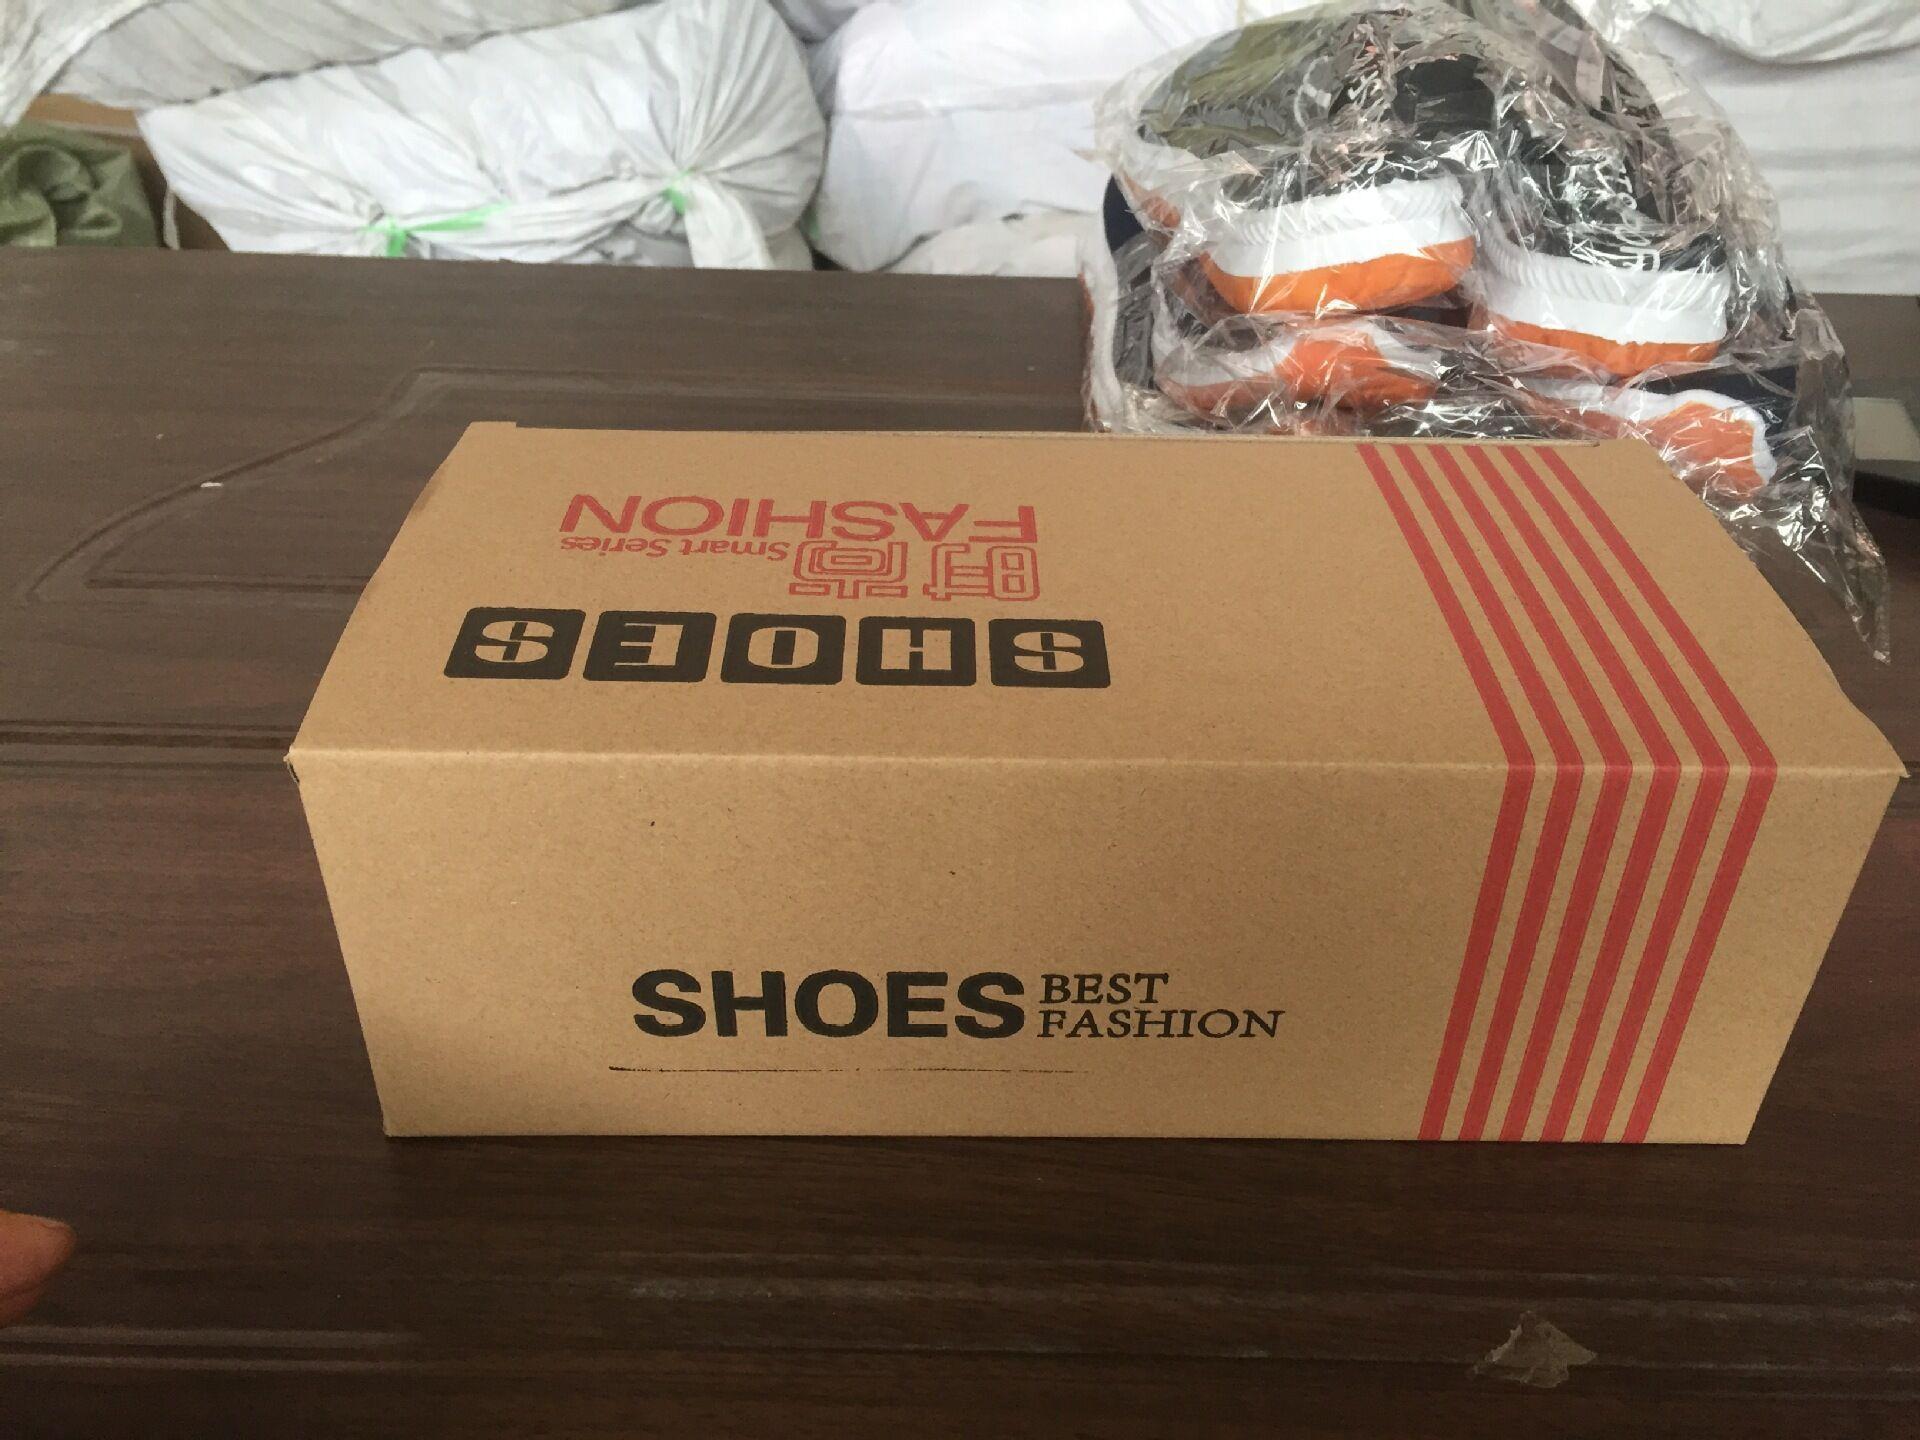 SHOES
时尚 Smart Series
FASHION
SHOES BEST
FASHION